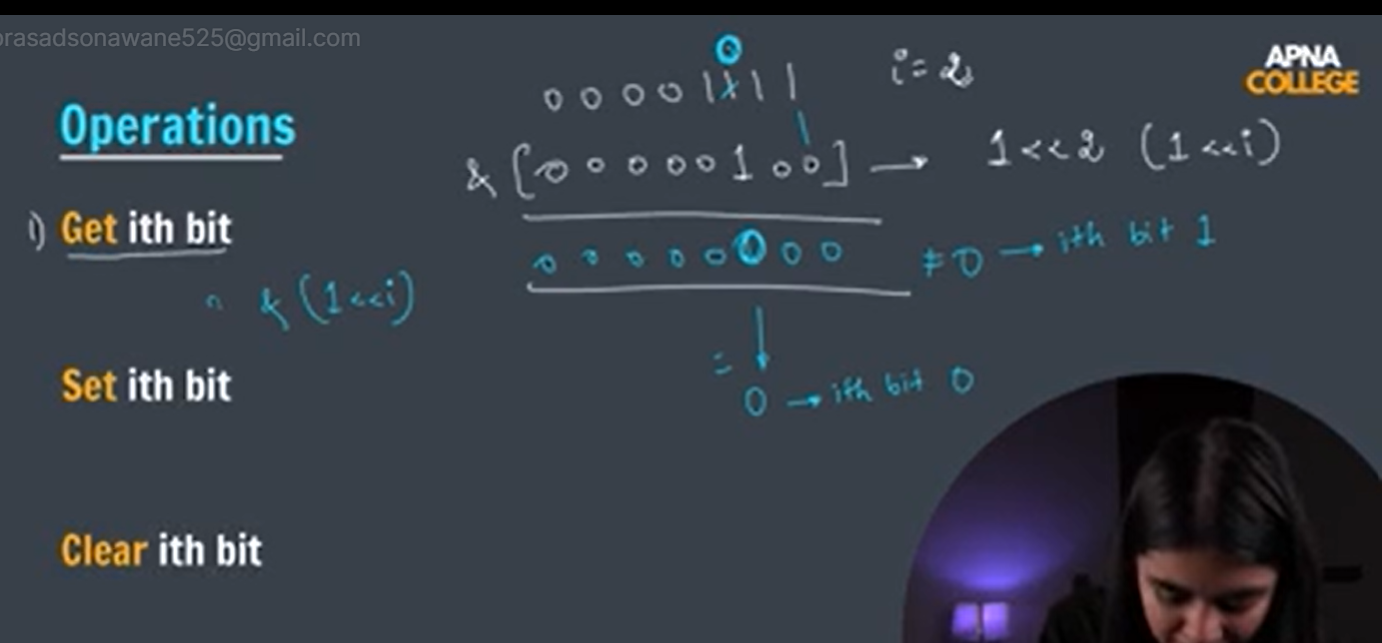 prasadsonawane525@gmail.com
APNA
COLLEGE
Operations
0
0 0 0 0 1 1 1 1
i = 2
& [0 0 0 0 0 1 0 0] → 1<<2 (1<<i)
1) Get ith bit
0 0 0 0 0 0 0 0 ≠ 0 → ith bit 1
& (1<<i)
=
0 → ith bit 0
Set ith bit
Clear ith bit